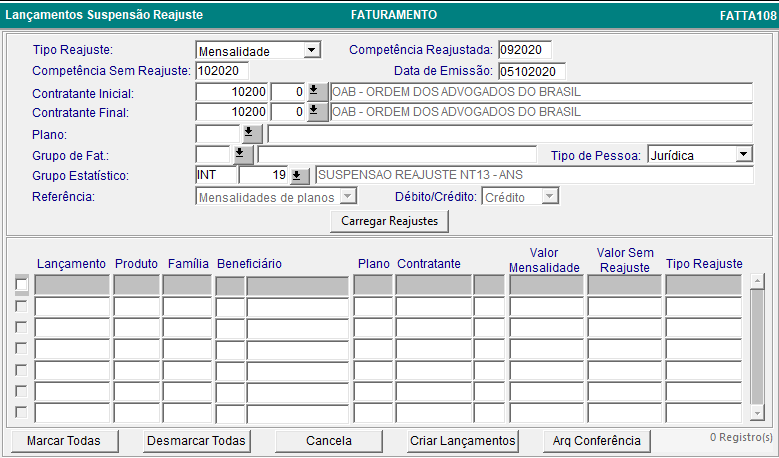 Lançamentos Suspensão Reajuste FATURAMENTO FATTA108
Tipo Reajuste: Mensalidade Competência Reajustada: 092020
Competência Sem Reajuste: 102020 Data de Emissão: 05102020
Contratante Inicial: 10200 0 OAB - ORDEM DOS ADVOGADOS DO BRASIL
Contratante Final: 10200 0 OAB - ORDEM DOS ADVOGADOS DO BRASIL
Plano:
Grupo de Fat.: Tipo de Pessoa: Jurídica
Grupo Estatístico: INT 19 SUSPENSAO REAJUSTE NT13 - ANS
Referência: Mensalidades de planos Débito/Crédito: Crédito
Carregar Reajustes
Lançamento Produto Família Beneficiário Plano Contratante Valor Mensalidade Valor Sem Reajuste Tipo Reajuste
Marcar Todas Desmarcar Todas Cancela Criar Lançamentos Arq Conferência 0 Registro(s)